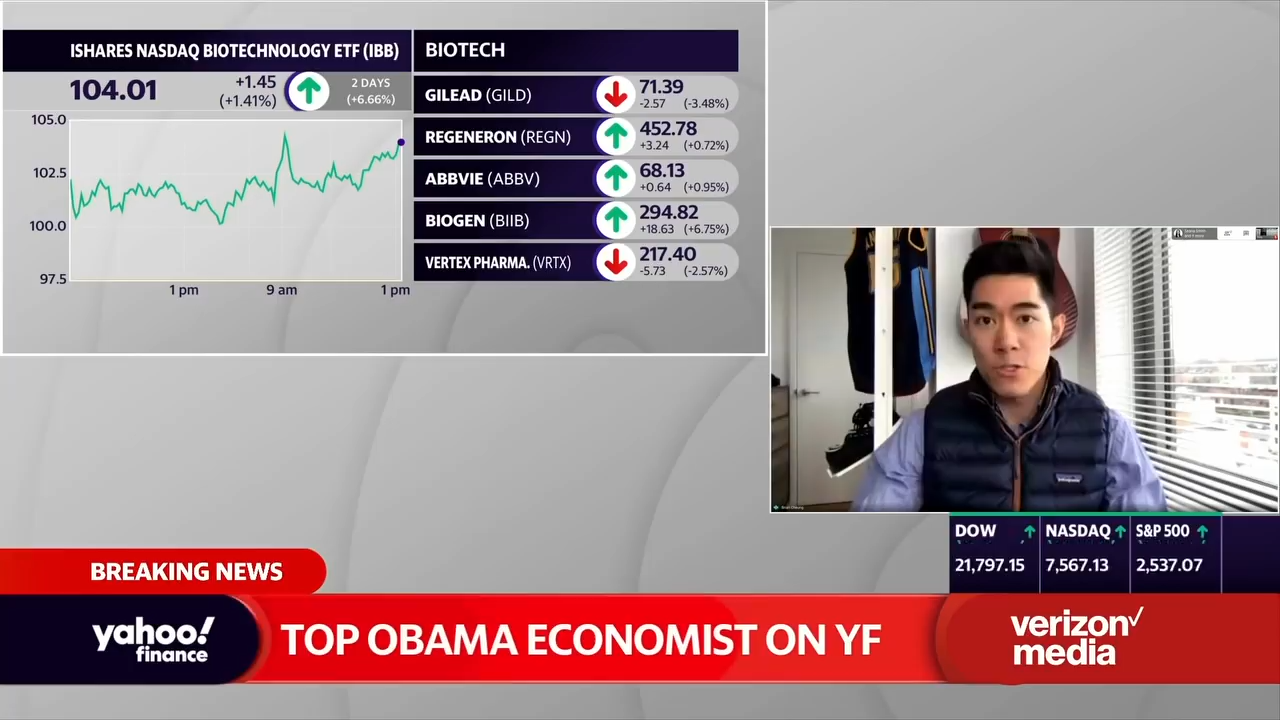 ISHARES NASDAQ BIOTECHNOLOGY ETF (IBB)
104.01
+1.45
(+1.41%)
2 DAYS
(+6.66%)
105.0
102.5
100.0
97.5
1 pm
9 am
1 pm
BIOTECH
GILEAD (GILD)
71.39
-2.57 (-3.48%)
REGENERON (REGN)
452.78
+3.24 (+0.72%)
ABBVIE (ABBV)
68.13
+0.64 (+0.95%)
BIOGEN (BIIB)
294.82
+18.63 (+6.75%)
VERTEX PHARMA. (VRTX)
217.40
-5.73 (-2.57%)
patagonia
Brian Cheung
DOW
21,797.15
NASDAQ
7,567.13
S&P 500
2,537.07
BREAKING NEWS
yahoo!
finance
TOP OBAMA ECONOMIST ON YF
verizon
media